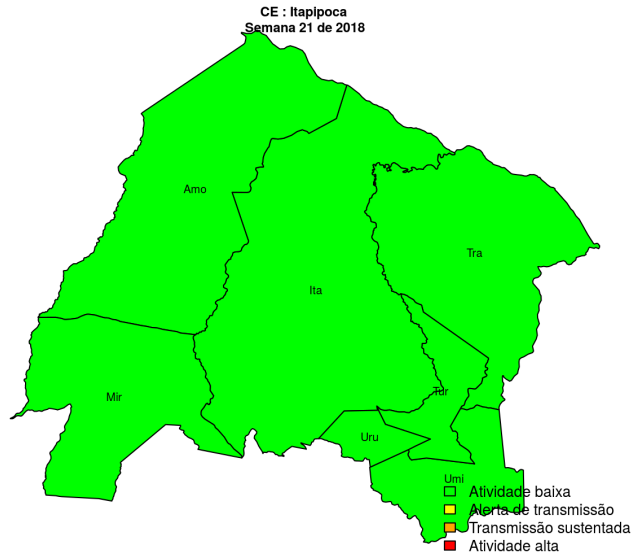 CE : Itapipoca
Semana 21 de 2018
Amo
Tra
Ita
Tur
Mir
Uru
Umi
Atividade baixa
Alerta de transmissão
Transmissão sustentada
Atividade alta